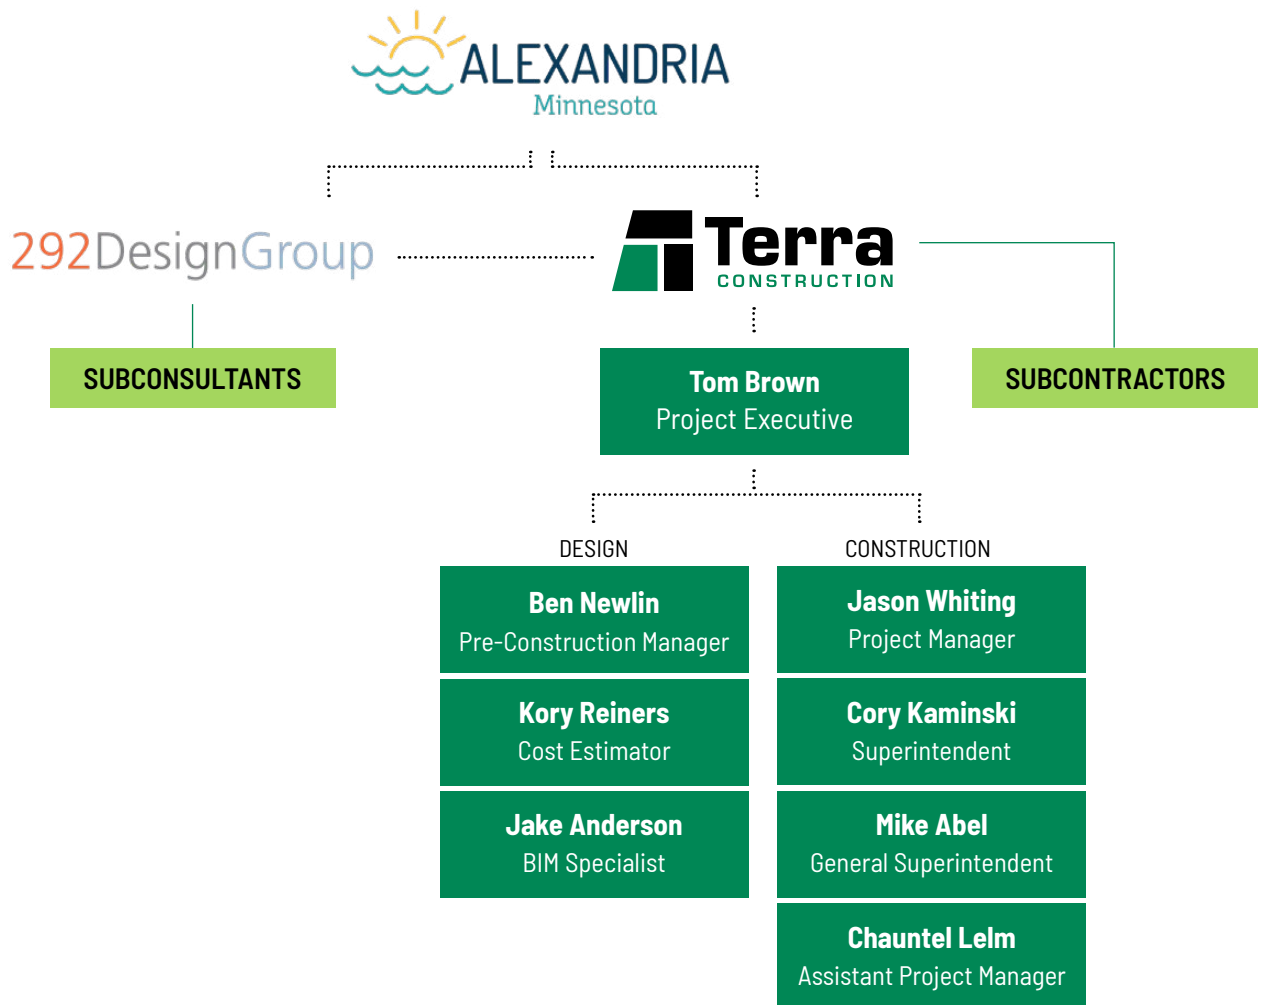 ALEXANDRIA
Minnesota
292DesignGroup
Terra
CONSTRUCTION
SUBCONSULTANTS
Tom Brown
Project Executive
SUBCONTRACTORS
DESIGN
Ben Newlin
Pre-Construction Manager
Kory Reiners
Cost Estimator
Jake Anderson
BIM Specialist
CONSTRUCTION
Jason Whiting
Project Manager
Cory Kaminski
Superintendent
Mike Abel
General Superintendent
Chauntel Lelm
Assistant Project Manager